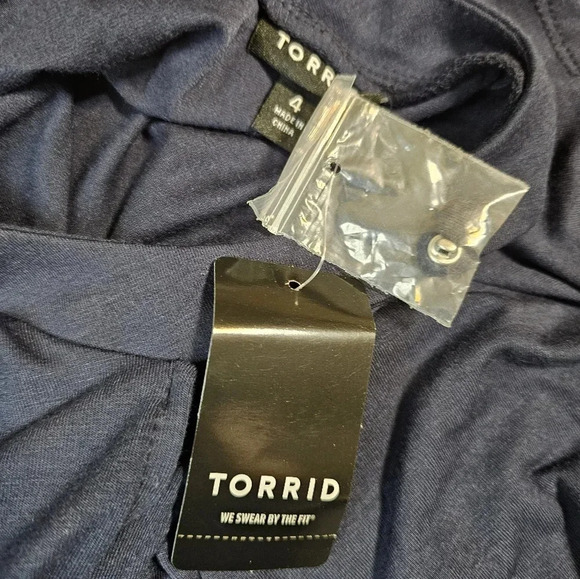 TORR
4
MADE IN
CHINA
TORRID
WE SWEAR BY THE FIT®